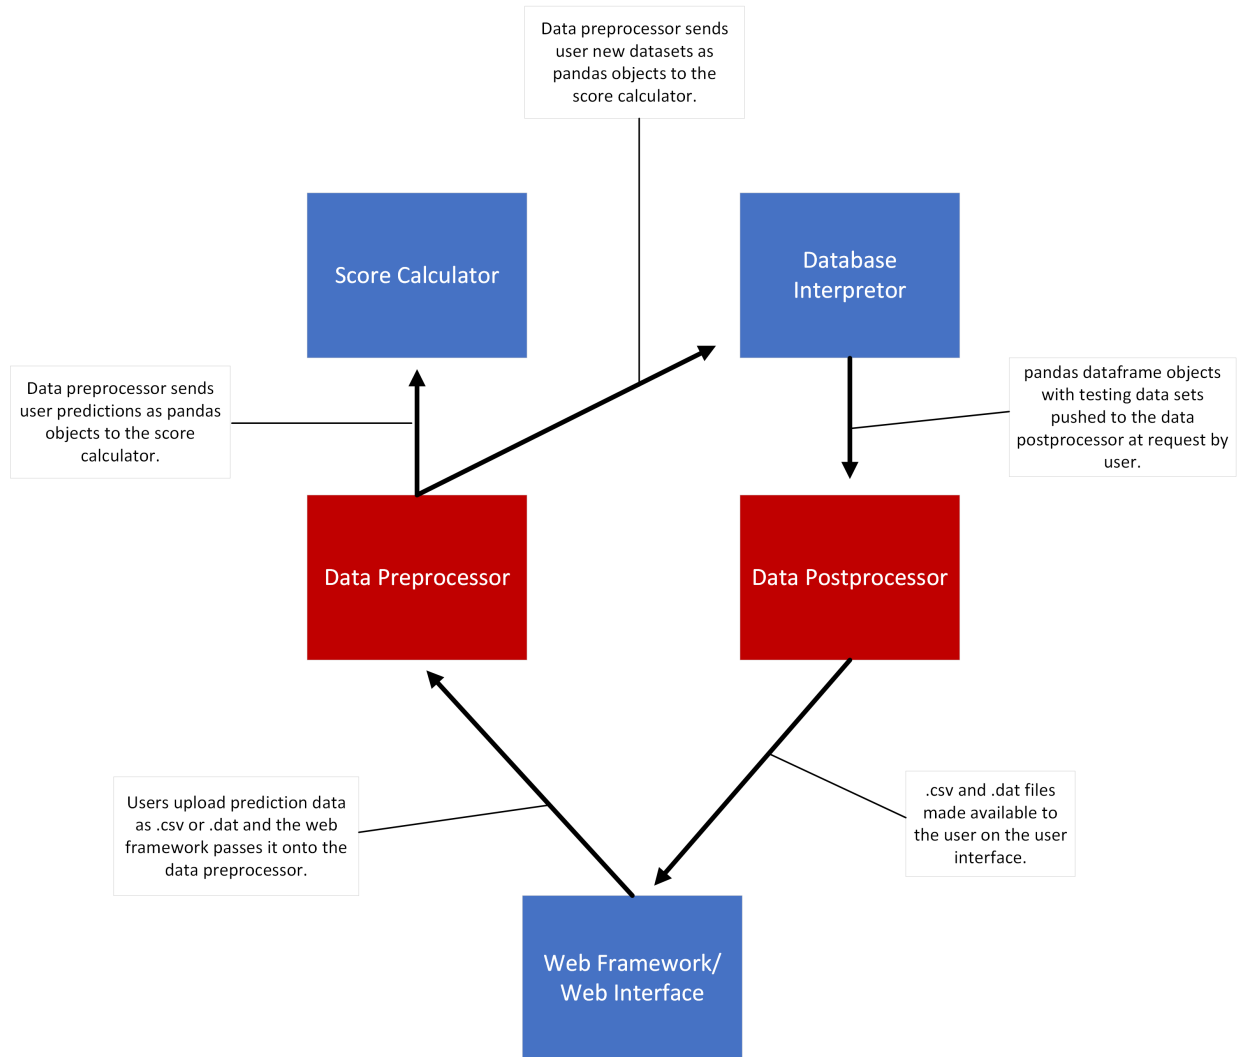 Data preprocessor sends
user new datasets as
pandas objects to the
score calculator.
Score Calculator
Database
Interpretor
Data preprocessor sends
user predictions as pandas
objects to the score
calculator.
pandas dataframe objects
with testing data sets
pushed to the data
postprocessor at request by
user.
Data Preprocessor
Data Postprocessor
Users upload prediction data
as .csv or .dat and the web
framework passes it onto the
data preprocessor.
.csv and .dat files
made available to
the user on the user
interface.
Web Framework/
Web Interface